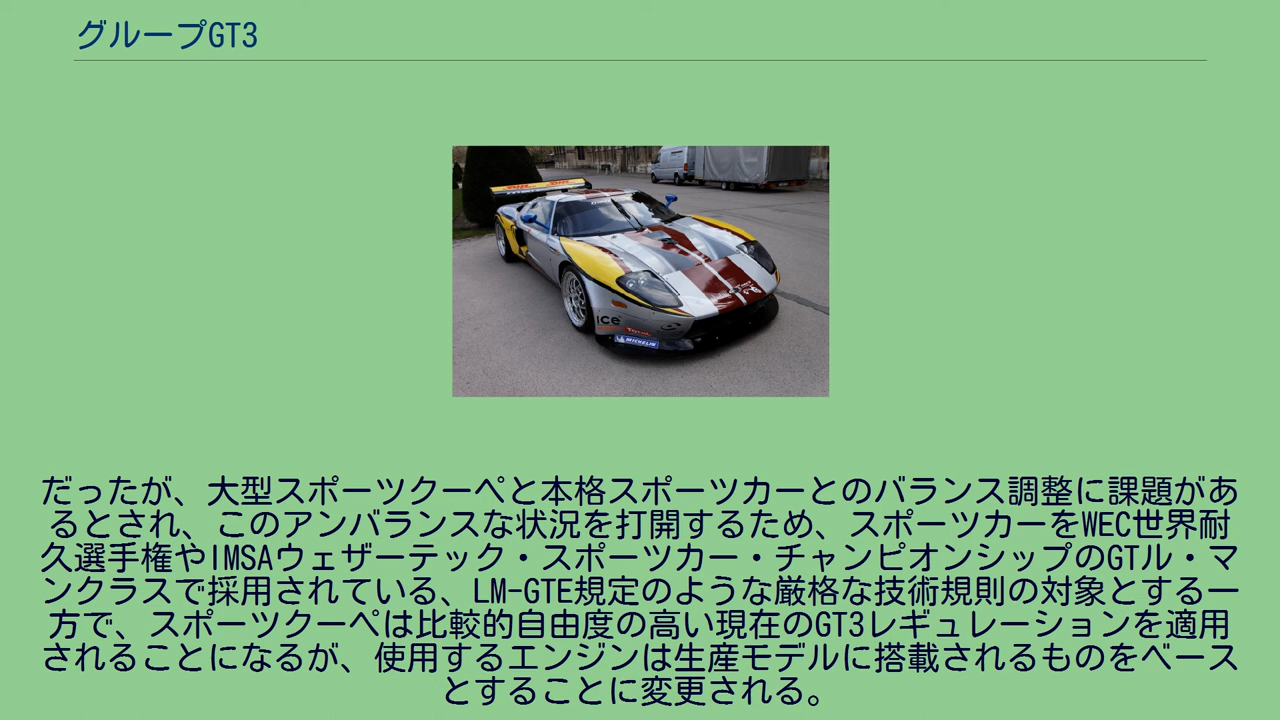 グループGT3
ice
TOTAL
MICHELIN
だったが、大型スポーツクーペと本格スポーツカーとのバランス調整に課題があ
るとされ、このアンバランスな状況を打開するため、スポーツカーをWEC世界耐
久選手権やIMSAウェザーテック・スポーツカー・チャンピオンシップのGTル・マ
ンクラスで採用されている、LM-GTE規定のような厳格な技術規則の対象とする一
方で、スポーツクーペは比較的自由度の高い現在のGT3レギュレーションを適用
されることになるが、使用するエンジンは生産モデルに搭載されるものをベース
とすることに変更される。